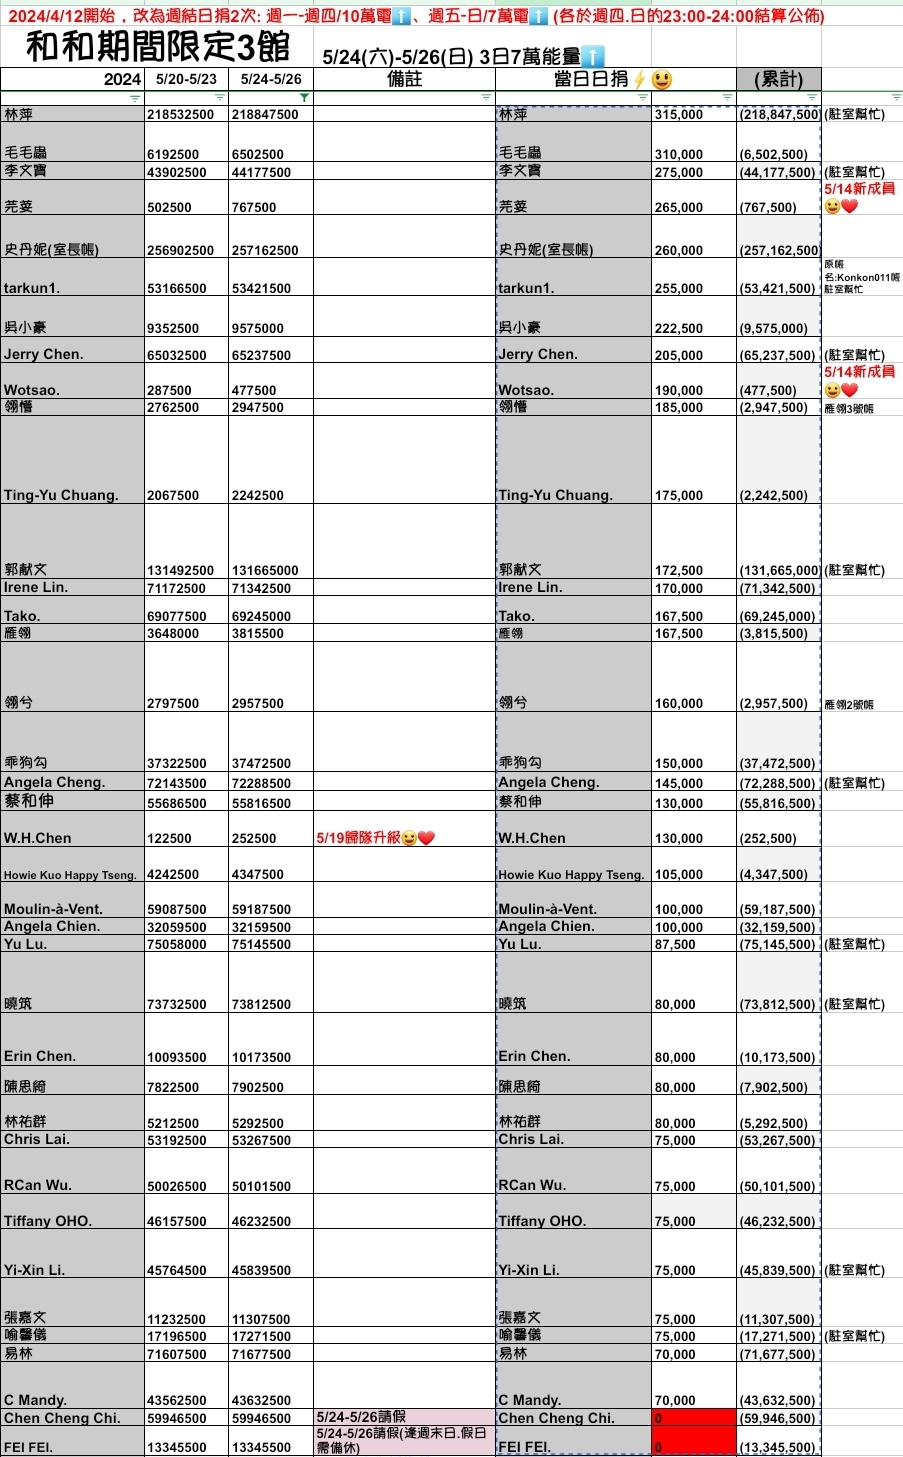 2024/4/12開始，改為週結日捐2次: 週一-週四/10萬電⬆️、週五-日/7萬電⬆️ (各於週四.日的23:00-24:00結算公佈)
和和期間限定3館 5/24(六)-5/26(日) 3日7萬能量⬆️
2024 5/20-5/23 5/24-5/26 備註 當日日捐⚡😃 (累計)
林萍 218532500 218847500 林萍 315,000 (218,847,500) (駐室幫忙)
毛毛蟲 6192500 6502500 毛毛蟲 310,000 (6,502,500)
李文寶 43902500 44177500 李文寶 275,000 (44,177,500) (駐室幫忙)
芫荽 502500 767500 芫荽 265,000 (767,500) 5/14新成員😀❤️
史丹妮(室長帳) 256902500 257162500 史丹妮(室長帳) 260,000 (257,162,500)
tarkun1. 53166500 53421500 tarkun1. 255,000 (53,421,500) 原帳名:Konkon011帳 駐室幫忙
吳小豪 9352500 9575000 吳小豪 222,500 (9,575,000)
Jerry Chen. 65032500 65237500 Jerry Chen. 205,000 (65,237,500) (駐室幫忙)
Wotsao. 287500 477500 Wotsao. 190,000 (477,500) 5/14新成員😀❤️
翎㦤 2762500 2947500 翎㦤 185,000 (2,947,500) 雁翎3號帳
Ting-Yu Chuang. 2067500 2242500 Ting-Yu Chuang. 175,000 (2,242,500)
郭献文 131492500 131665000 郭献文 172,500 (131,665,000) (駐室幫忙)
Irene Lin. 71172500 71342500 Irene Lin. 170,000 (71,342,500)
Tako. 69077500 69245000 Tako. 167,500 (69,245,000)
雁翎 3648000 3815500 雁翎 167,500 (3,815,500)
翎兮 2797500 2957500 翎兮 160,000 (2,957,500) 雁翎2號帳
乖狗勾 37322500 37472500 乖狗勾 150,000 (37,472,500)
Angela Cheng. 72143500 72288500 Angela Cheng. 145,000 (72,288,500) (駐室幫忙)
蔡和伸 55686500 55816500 蔡和伸 130,000 (55,816,500)
W.H.Chen 122500 252500 5/19歸隊升級😀❤️ W.H.Chen 130,000 (252,500)
Howie Kuo Happy Tseng. 4242500 4347500 Howie Kuo Happy Tseng. 105,000 (4,347,500)
Moulin-à-Vent. 59087500 59187500 Moulin-à-Vent. 100,000 (59,187,500)
Angela Chien. 32059500 32159500 Angela Chien. 100,000 (32,159,500)
Yu Lu. 75058000 75145500 Yu Lu. 87,500 (75,145,500) (駐室幫忙)
曉筑 73732500 73812500 曉筑 80,000 (73,812,500) (駐室幫忙)
Erin Chen. 10093500 10173500 Erin Chen. 80,000 (10,173,500)
陳思綺 7822500 7902500 陳思綺 80,000 (7,902,500)
林祐群 5212500 5292500 林祐群 80,000 (5,292,500)
Chris Lai. 53192500 53267500 Chris Lai. 75,000 (53,267,500)
RCan Wu. 50026500 50101500 RCan Wu. 75,000 (50,101,500)
Tiffany OHO. 46157500 46232500 Tiffany OHO. 75,000 (46,232,500)
Yi-Xin Li. 45764500 45839500 Yi-Xin Li. 75,000 (45,839,500) (駐室幫忙)
張嘉文 11232500 11307500 張嘉文 75,000 (11,307,500)
喻馨儀 17196500 17271500 喻馨儀 75,000 (17,271,500) (駐室幫忙)
易林 71607500 71677500 易林 70,000 (71,677,500)
C Mandy. 43562500 43632500 C Mandy. 70,000 (43,632,500)
Chen Cheng Chi. 59946500 59946500 5/24-5/26請假 Chen Cheng Chi. 0 (59,946,500)
FEI FEI. 13345500 13345500 5/24-5/26請假(逢週末日.假日需備休) FEI FEI. 0 (13,345,500)